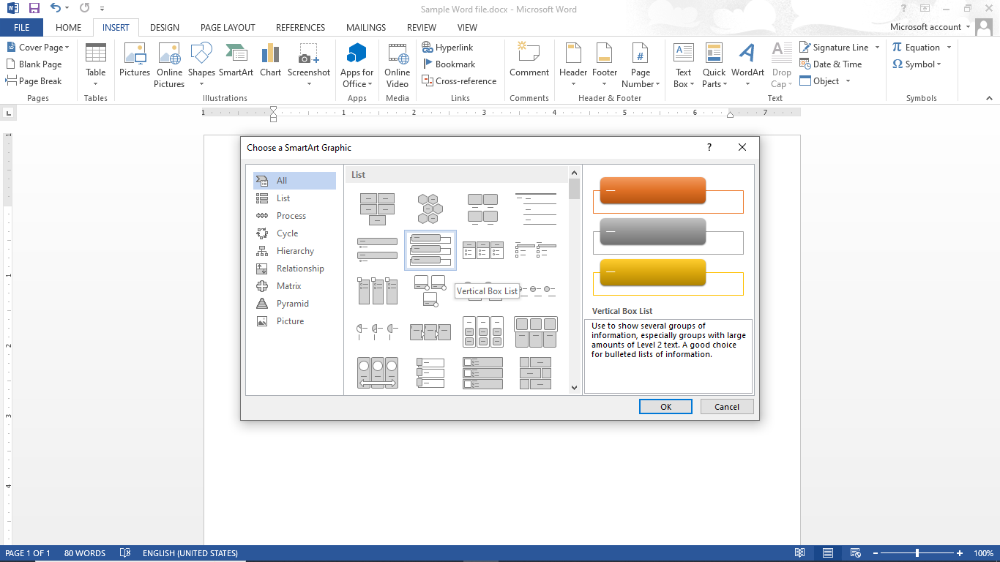 Sample Word file.docx - Microsoft Word
FILE HOME INSERT DESIGN PAGE LAYOUT REFERENCES MAILINGS REVIEW VIEW Microsoft account
Cover Page
Blank Page
Page Break
Pages
Table
Tables
Pictures
Online Pictures
Shapes
SmartArt
Chart
Screenshot
Illustrations
Apps for Office
Apps
Online Video
Media
Hyperlink
Bookmark
Cross-reference
Links
Comment
Comments
Header
Footer
Page Number
Header & Footer
Text Box
Quick Parts
WordArt
Drop Cap
Signature Line
Date & Time
Object
Text
Equation
Symbol
Symbols
1 1 2 3 4 5 6 7
1
1
2
3
4
Choose a SmartArt Graphic ?
All
List
Process
Cycle
Hierarchy
Relationship
Matrix
Pyramid
Picture
List
Vertical Box List
Vertical Box List
Use to show several groups of
information, especially groups with large
amounts of Level 2 text. A good choice
for bulleted lists of information.
OK Cancel
PAGE 1 OF 1 80 WORDS ENGLISH (UNITED STATES) 100%